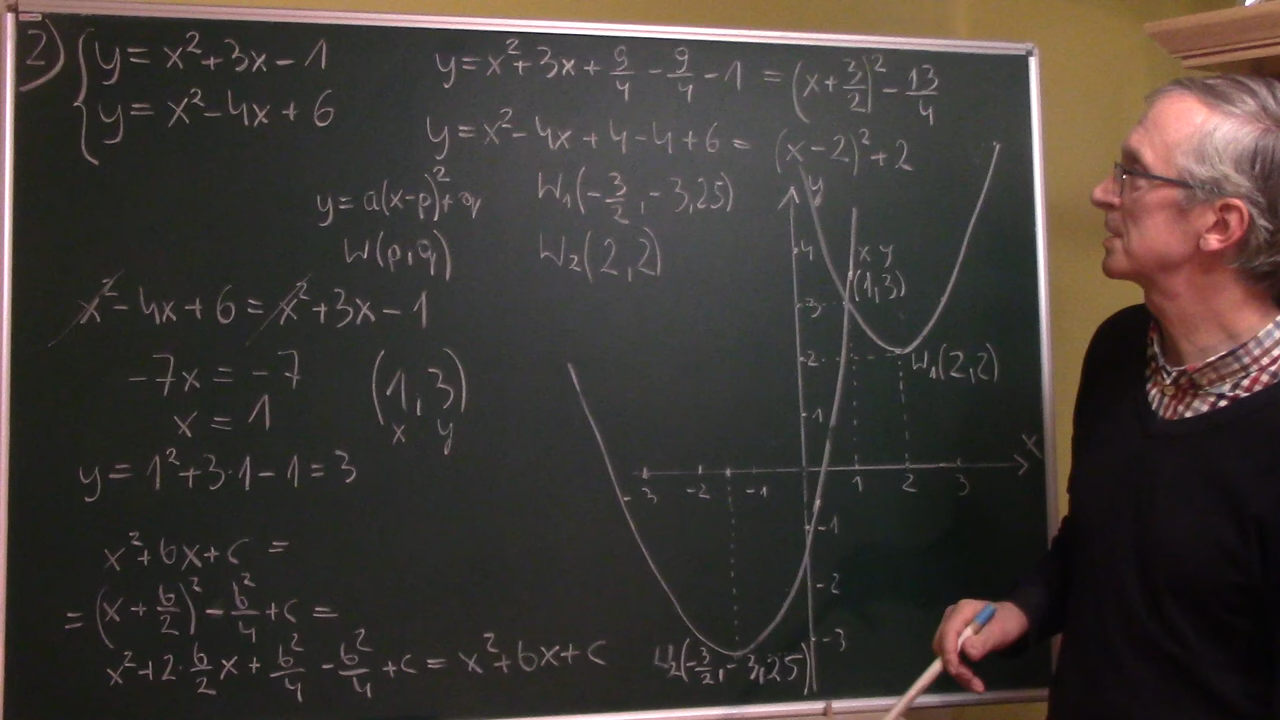 2) { y = x² + 3x − 1
y = x² − 4x + 6
y = x² + 3x + 9/4 − 9/4 − 1 = (x + 3/2)² − 13/4
y = x² − 4x + 4 − 4 + 6 = (x − 2)² + 2
y = a(x−p)² + q
W(p,q)
W₁(−3/2, −3,25)
W₂(2,2)
x² − 4x + 6 = x² + 3x − 1
−7x = −7
x = 1
(1,3)
x y
y = 1² + 3·1 − 1 = 3
x² + bx + c =
= (x + b/2)² − b²/4 + c =
x² + 2·b/2 x + b²/4 − b²/4 + c = x² + bx + c
y
4
x y
(1,3)
3
2
W₁(2,2)
1
x
-3 -2 -1 1 2 3
-1
-2
-3
W₂(−3/2, −3,25)